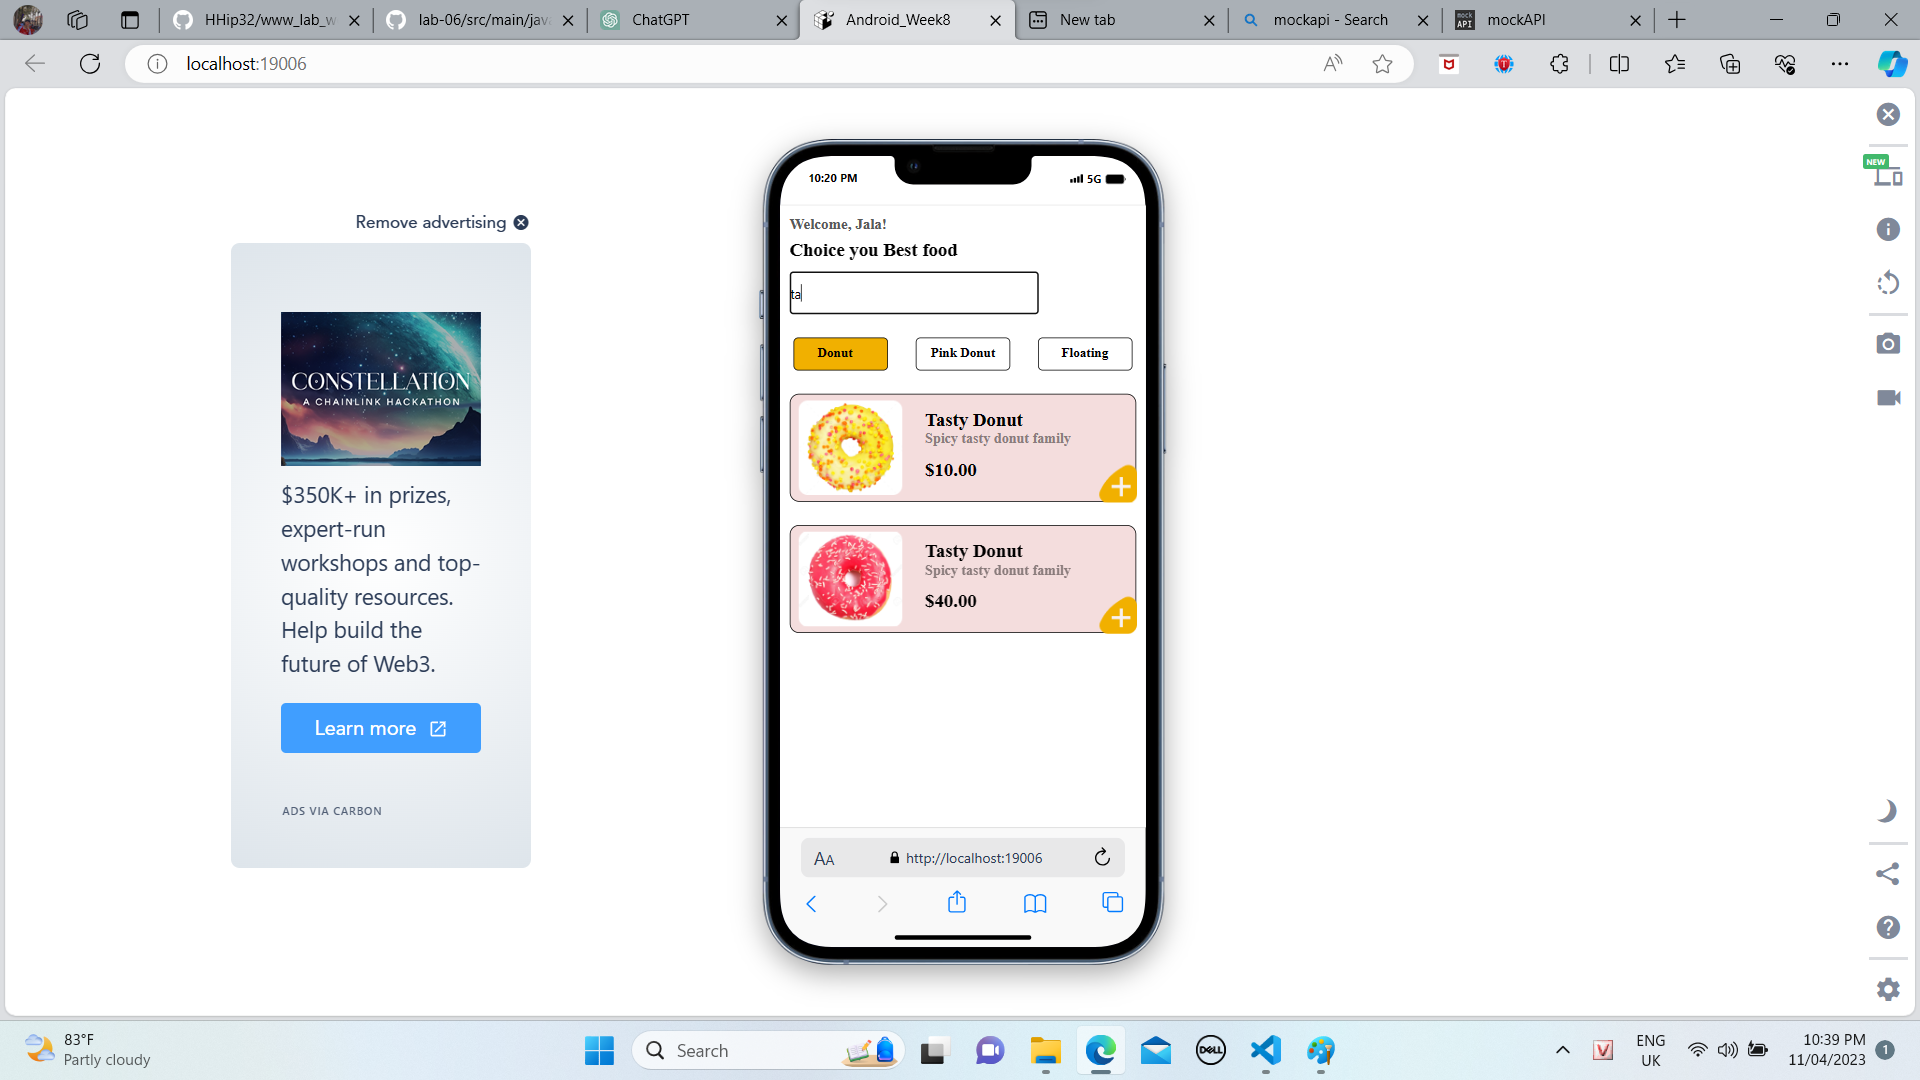 HHip32/www_lab_w
lab-06/src/main/java
ChatGPT
Android_Week8
New tab
mockapi - Search
mock API
mockAPI
localhost:19006
NEW
Remove advertising
CONSTELLATION
A CHAINLINK HACKATHON
$350K+ in prizes,
expert-run
workshops and top-
quality resources.
Help build the
future of Web3.
Learn more
ADS VIA CARBON
10:20 PM
5G
Welcome, Jala!
Choice you Best food
ta
Donut
Pink Donut
Floating
Tasty Donut
Spicy tasty donut family
$10.00
Tasty Donut
Spicy tasty donut family
$40.00
AA
http://localhost:19006
83°F
Partly cloudy
Search
DELL
V
ENG
UK
10:39 PM
11/04/2023
1